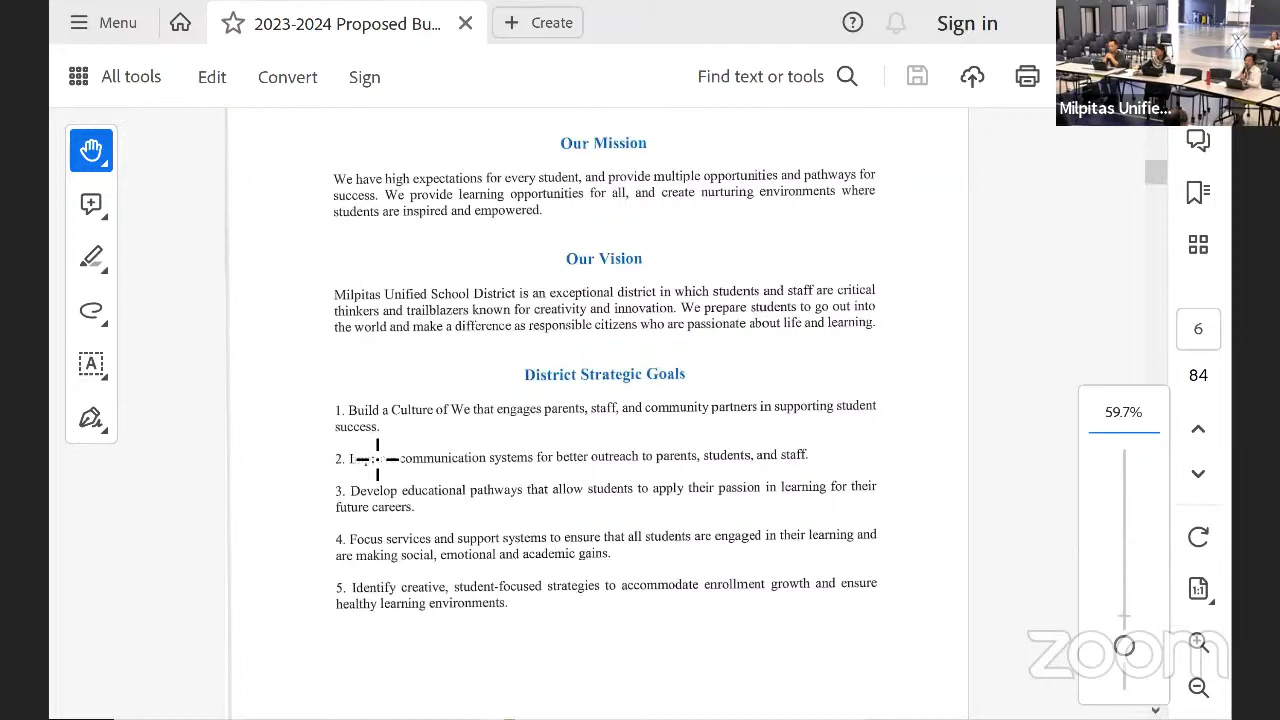 Menu
2023-2024 Proposed Bu...
Create
Sign in
All tools
Edit
Convert
Sign
Find text or tools
Milpitas Unifie...
Our Mission
We have high expectations for every student, and provide multiple opportunities and pathways for
success. We provide learning opportunities for all, and create nurturing environments where
students are inspired and empowered.
Our Vision
Milpitas Unified School District is an exceptional district in which students and staff are critical
thinkers and trailblazers known for creativity and innovation. We prepare students to go out into
the world and make a difference as responsible citizens who are passionate about life and learning.
District Strategic Goals
1. Build a Culture of We that engages parents, staff, and community partners in supporting student
success.
2. communication systems for better outreach to parents, students, and staff.
3. Develop educational pathways that allow students to apply their passion in learning for their
future careers.
4. Focus services and support systems to ensure that all students are engaged in their learning and
are making social, emotional and academic gains.
5. Identify creative, student-focused strategies to accommodate enrollment growth and ensure
healthy learning environments.
6
84
59.7%
1:1
zoom